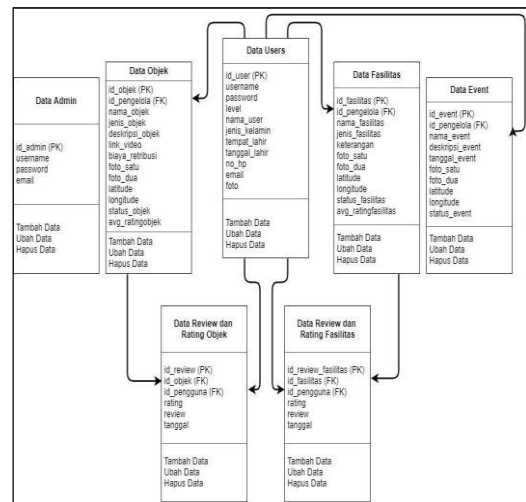 Data Admin
id_admin (PK)
username
password
email
Tambah Data
Ubah Data
Hapus Data
Data Objek
id_objek (PK)
id_pengelola (FK)
nama_objek
jenis_objek
deskripsi_objek
link_video
biaya_retribusi
foto_satu
foto_dua
latitude
longitude
status_objek
avg_ratingobjek
Tambah Data
Ubah Data
Hapus Data
Data Users
id_user (PK)
username
password
level
nama_user
jenis_kelamin
tempat_lahir
tanggal_lahir
no_hp
email
foto
Tambah Data
Ubah Data
Hapus Data
Data Fasilitas
id_fasilitas (PK)
id_pengelola (FK)
nama_fasilitas
jenis_fasilitas
keterangan
foto_satu
foto_dua
latitude
longitude
status_fasilitas
avg_ratingfasilitas
Tambah Data
Ubah Data
Hapus Data
Data Event
id_event (PK)
id_pengelola (FK)
nama_event
deskripsi_event
tanggal_event
foto_satu
foto_dua
latitude
longitude
status_event
Tambah Data
Ubah Data
Hapus Data
Data Review dan
Rating Objek
id_review (PK)
id_objek (FK)
id_pengguna (FK)
rating
review
tanggal
Tambah Data
Ubah Data
Hapus Data
Data Review dan
Rating Fasilitas
id_review_fasilitas (PK)
id_fasilitas (FK)
id_pengguna (FK)
rating
review
tanggal
Tambah Data
Ubah Data
Hapus Data